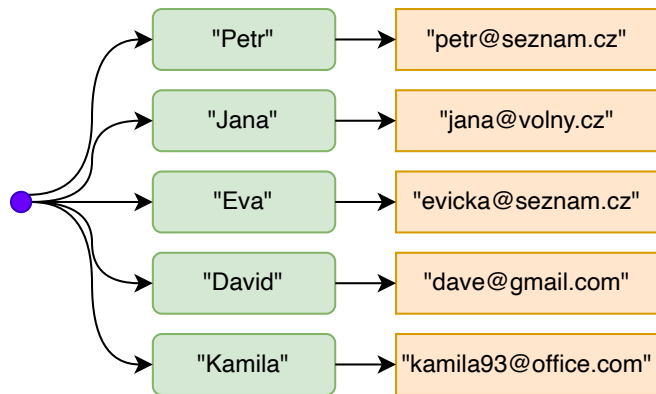 "Petr" "petr@seznam.cz"
"Jana" "jana@volny.cz"
"Eva" "evicka@seznam.cz"
"David" "dave@gmail.com"
"Kamila" "kamila93@office.com"